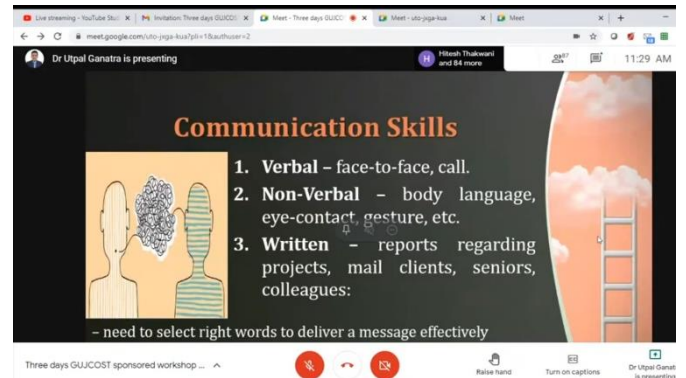 Live streaming - YouTube Stud
Invitation: Three days GUJCOS
Meet - Three days GUJCO
Meet - uto-jxga-kua
Meet
meet.google.com/uto-jxga-kua?pli=1&authuser=2
Dr Utpal Ganatra is presenting
H
Hitesh Thakwani
and 84 more
87
11:29 AM
Communication Skills
1. Verbal – face-to-face, call.
2. Non-Verbal – body language,
eye-contact, gesture, etc.
3. Written – reports regarding
projects, mail clients, seniors,
colleagues:
– need to select right words to deliver a message effectively
Three days GUJCOST sponsored workshop ...
Raise hand
Turn on captions
Dr Utpal Ganat
is presenting